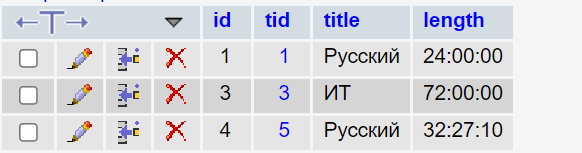 id tid title length
1 1 Русский 24:00:00
3 3 ИТ 72:00:00
4 5 Русский 32:27:10